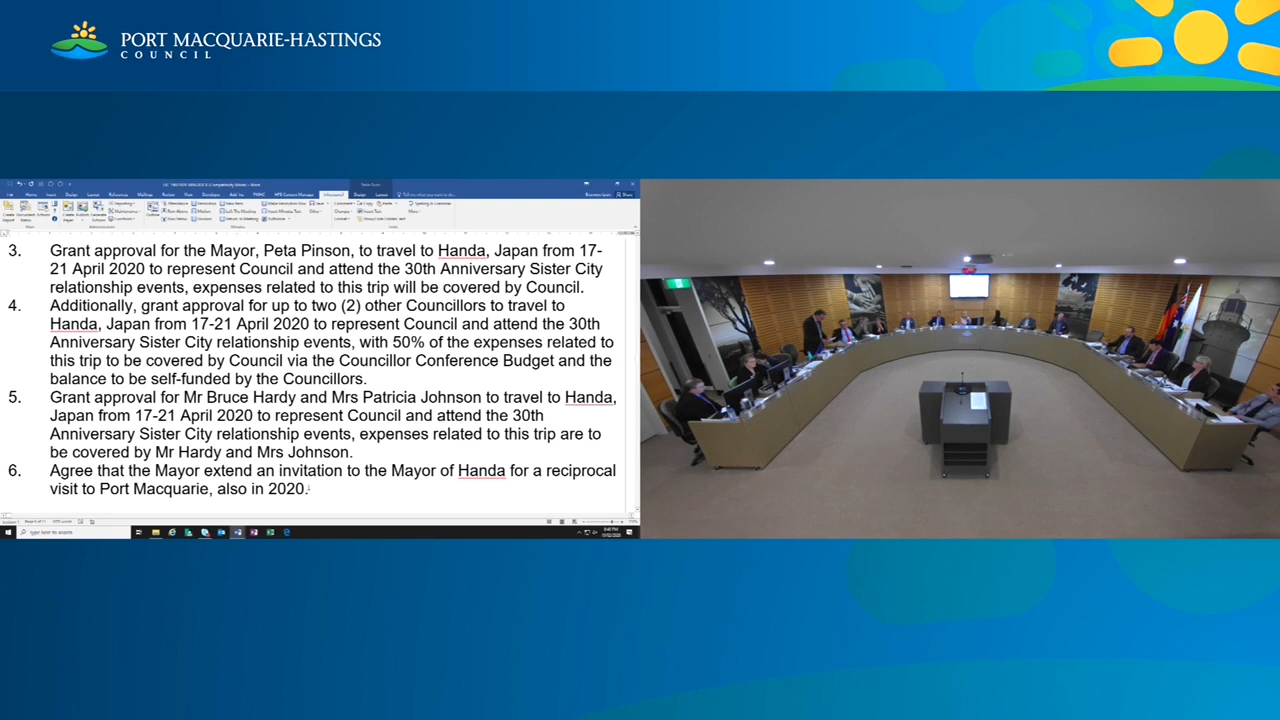 PORT MACQUARIE-HASTINGS
COUNCIL
3. Grant approval for the Mayor, Peta Pinson, to travel to Handa, Japan from 17-
21 April 2020 to represent Council and attend the 30th Anniversary Sister City
relationship events, expenses related to this trip will be covered by Council.
4. Additionally, grant approval for up to two (2) other Councillors to travel to
Handa, Japan from 17-21 April 2020 to represent Council and attend the 30th
Anniversary Sister City relationship events, with 50% of the expenses related to
this trip to be covered by Council via the Councillor Conference Budget and the
balance to be self-funded by the Councillors.
5. Grant approval for Mr Bruce Hardy and Mrs Patricia Johnson to travel to Handa,
Japan from 17-21 April 2020 to represent Council and attend the 30th
Anniversary Sister City relationship events, expenses related to this trip are to
be covered by Mr Hardy and Mrs Johnson.
6. Agree that the Mayor extend an invitation to the Mayor of Handa for a reciprocal
visit to Port Macquarie, also in 2020.
Type here to search